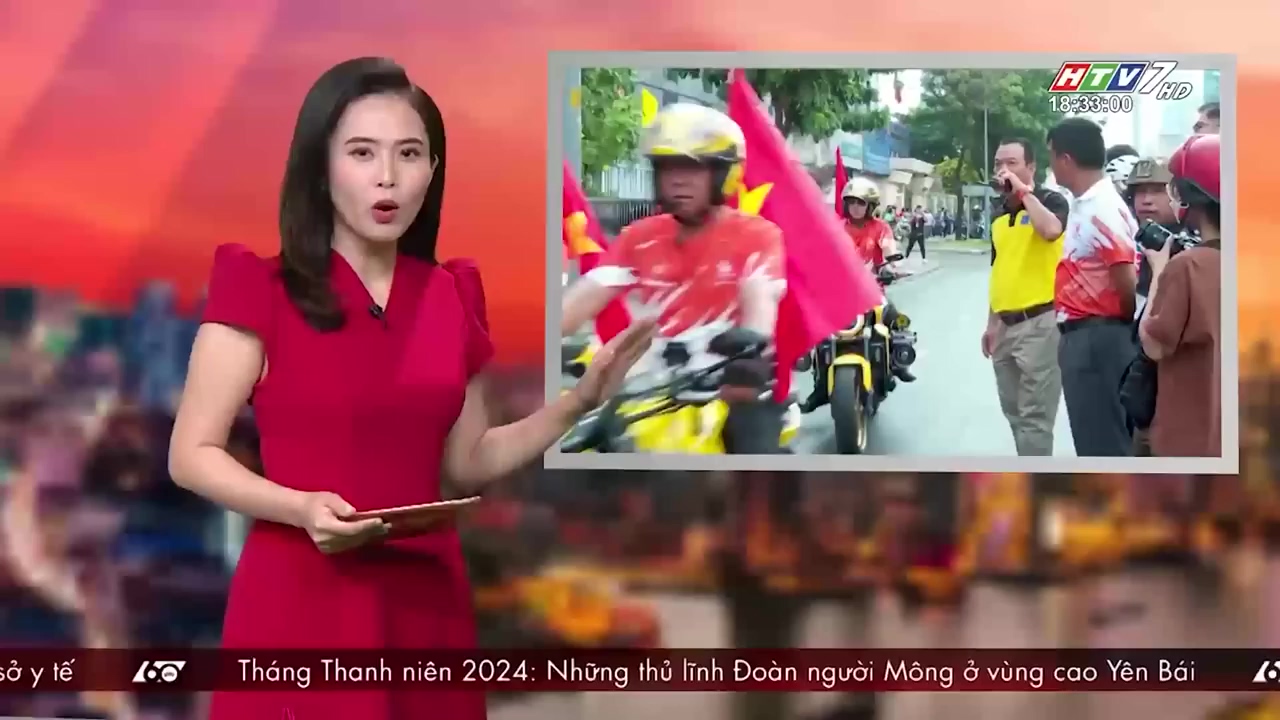 HTV7 HD
18:33:00
sở y tế
60
Tháng Thanh niên 2024: Những thủ lĩnh Đoàn người Mông ở vùng cao Yên Bái